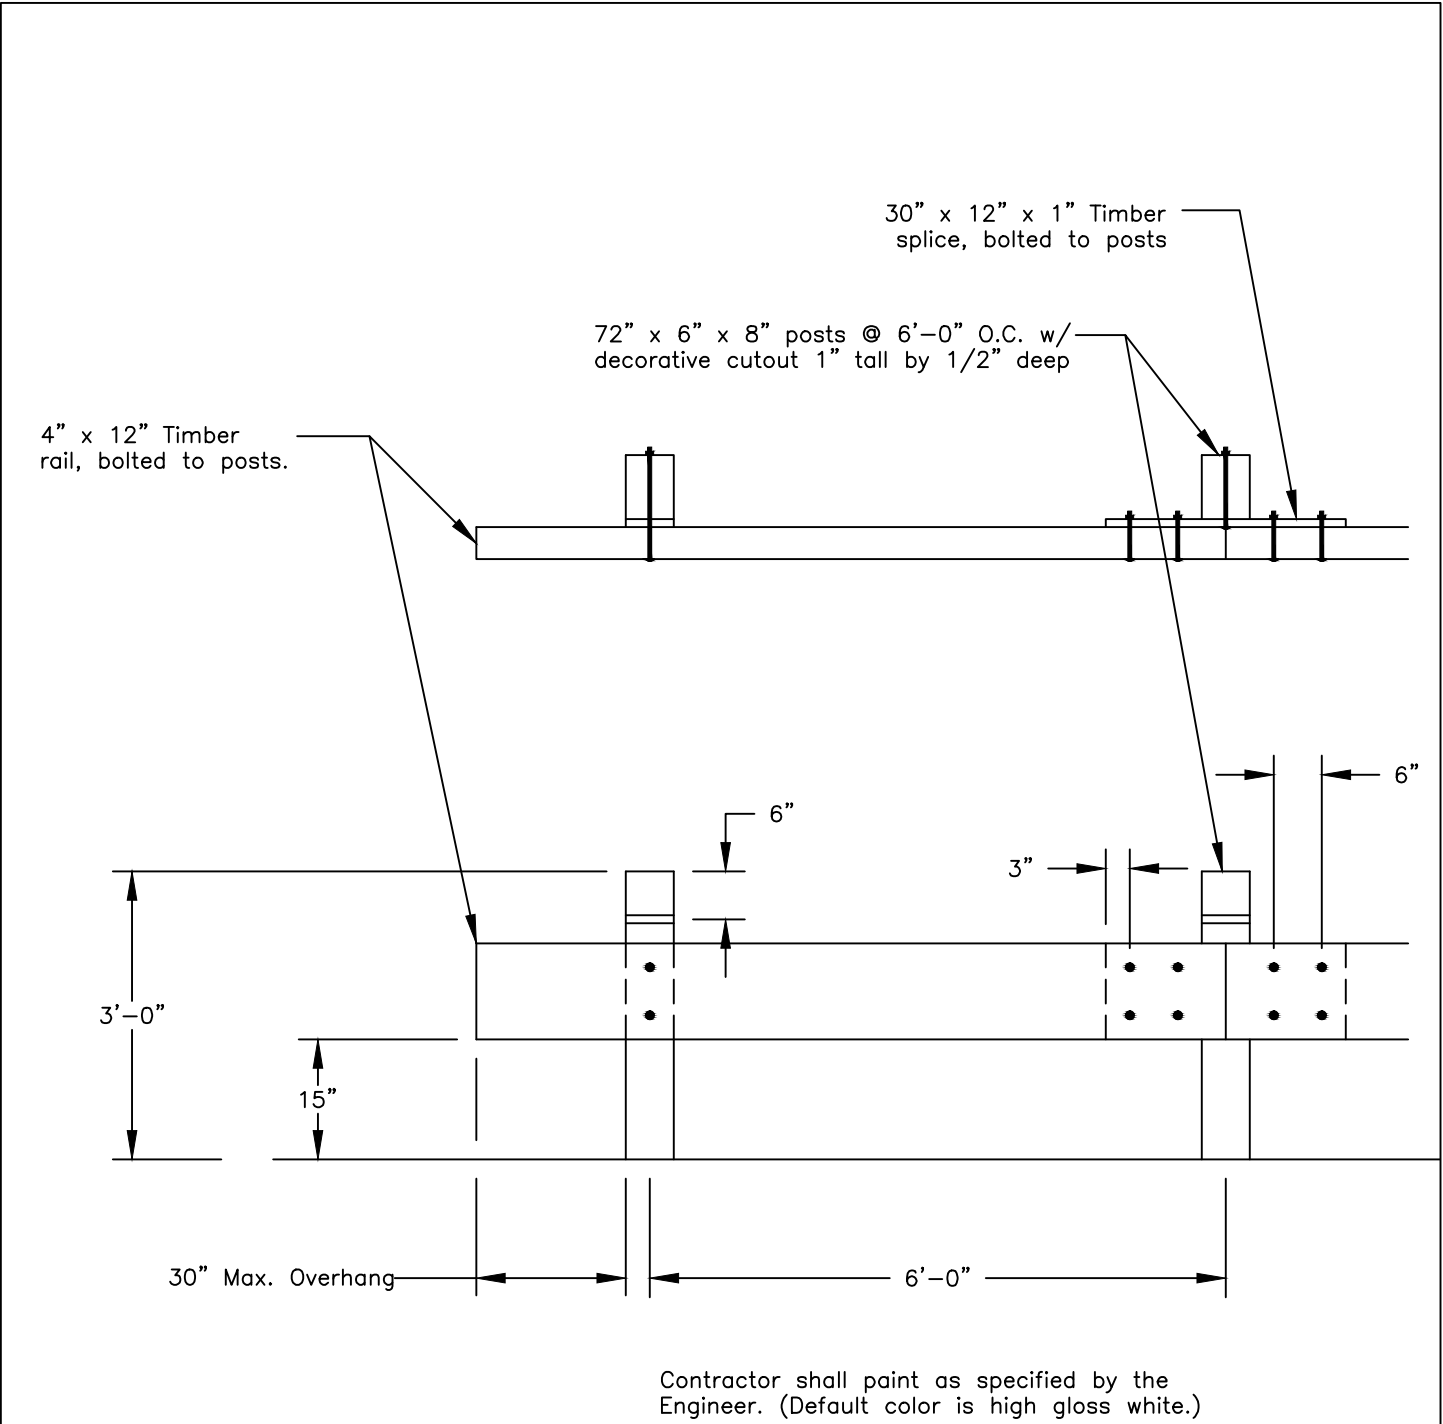 30” x 12” x 1” Timber
splice, bolted to posts
72” x 6” x 8” posts @ 6’-0” O.C. w/
decorative cutout 1” tall by 1/2” deep
4” x 12” Timber
rail, bolted to posts.
6”
6”
3”
3’-0”
15”
30” Max. Overhang
6’-0”
Contractor shall paint as specified by the
Engineer. (Default color is high gloss white.)